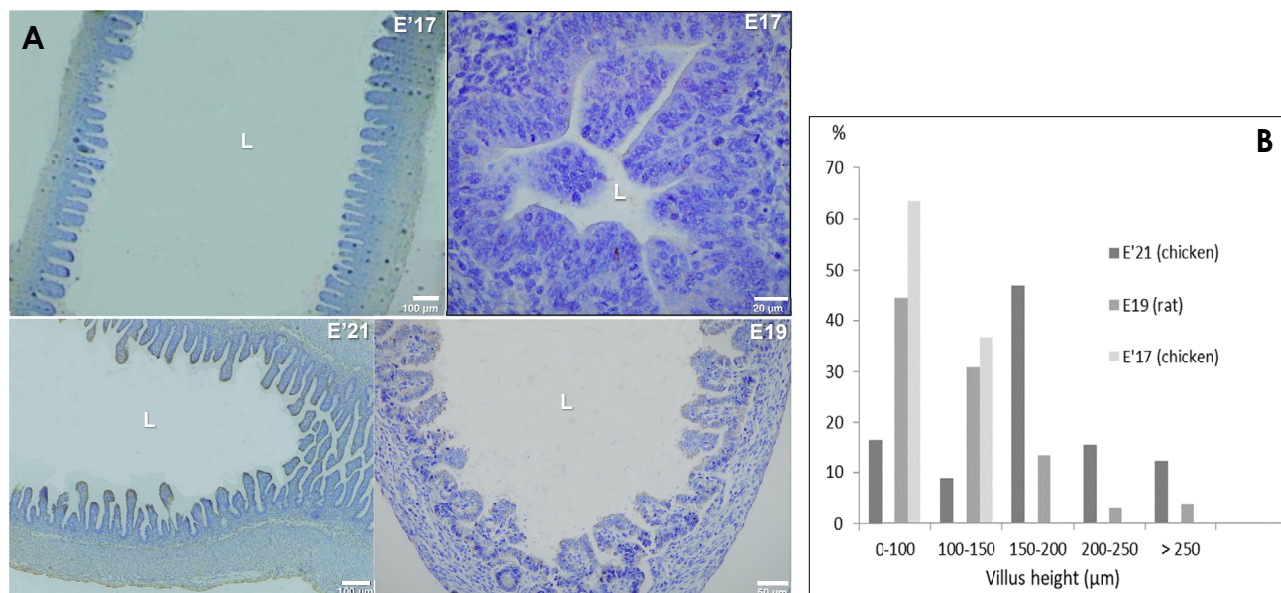 A
E'17
L
100 µm
E17
L
20 µm
E'21
L
100 µm
E19
L
50 µm
B
%
70
60
50
40
30
20
10
0
E'21 (chicken)
E19 (rat)
E'17 (chicken)
0-100 100-150 150-200 200-250 > 250
Villus height (µm)